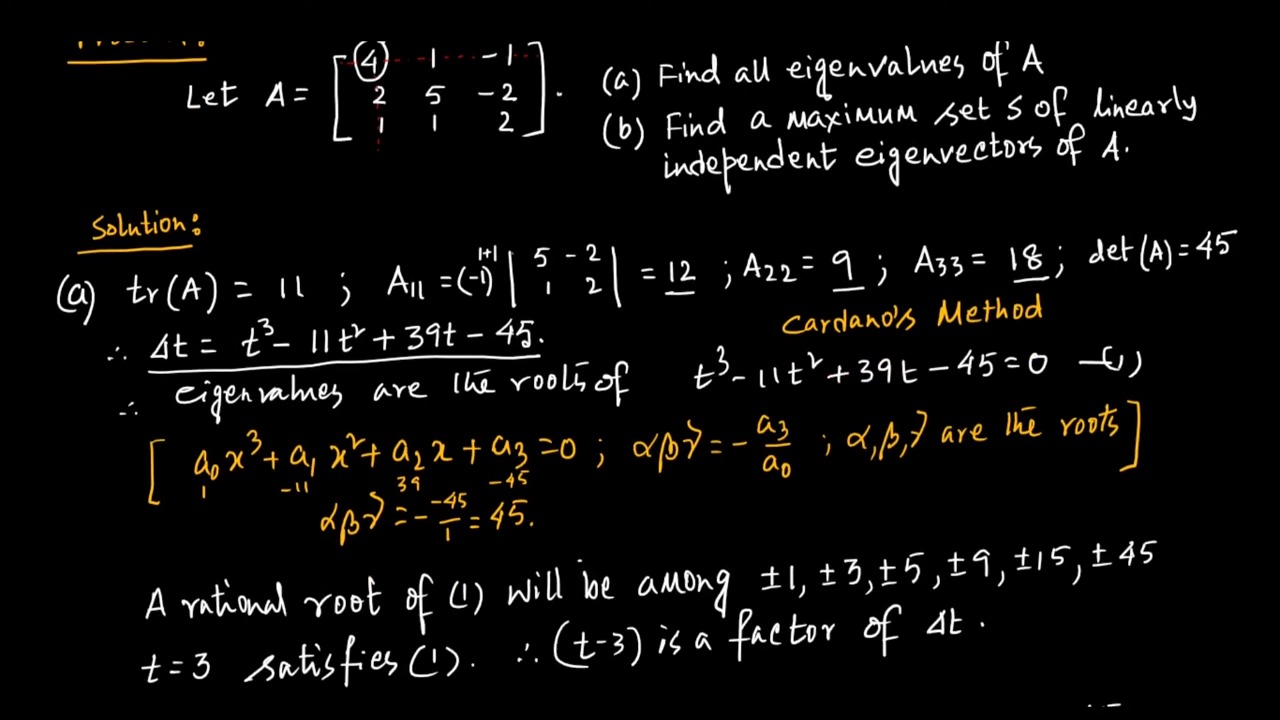 Let A = [ 4 1 -1
2 5 -2
1 1 2 ].
(a) Find all eigenvalues of A
(b) Find a maximum set S of linearly
independent eigenvectors of A.
Solution:
(a) tr(A) = 11 ; A₁₁ = (-1)¹⁺¹ | 5 -2 | = 12 ; A₂₂ = 9 ; A₃₃ = 18 ; det(A) = 45
1 2
Cardano's Method
∴ Δt = t³ - 11t² + 39t - 45.
∴ eigenvalues are the roots of t³ - 11t² + 39t - 45 = 0 —(1)
[ a₀x³ + a₁x² + a₂x + a₃ = 0 ; αβγ = - a₃/a₀ ; α, β, γ are the roots ]
1 -11 39 -45
αβγ = - -45/1 = 45.
A rational root of (1) will be among ±1, ±3, ±5, ±9, ±15, ±45
t = 3 satisfies (1). ∴ (t-3) is a factor of Δt.